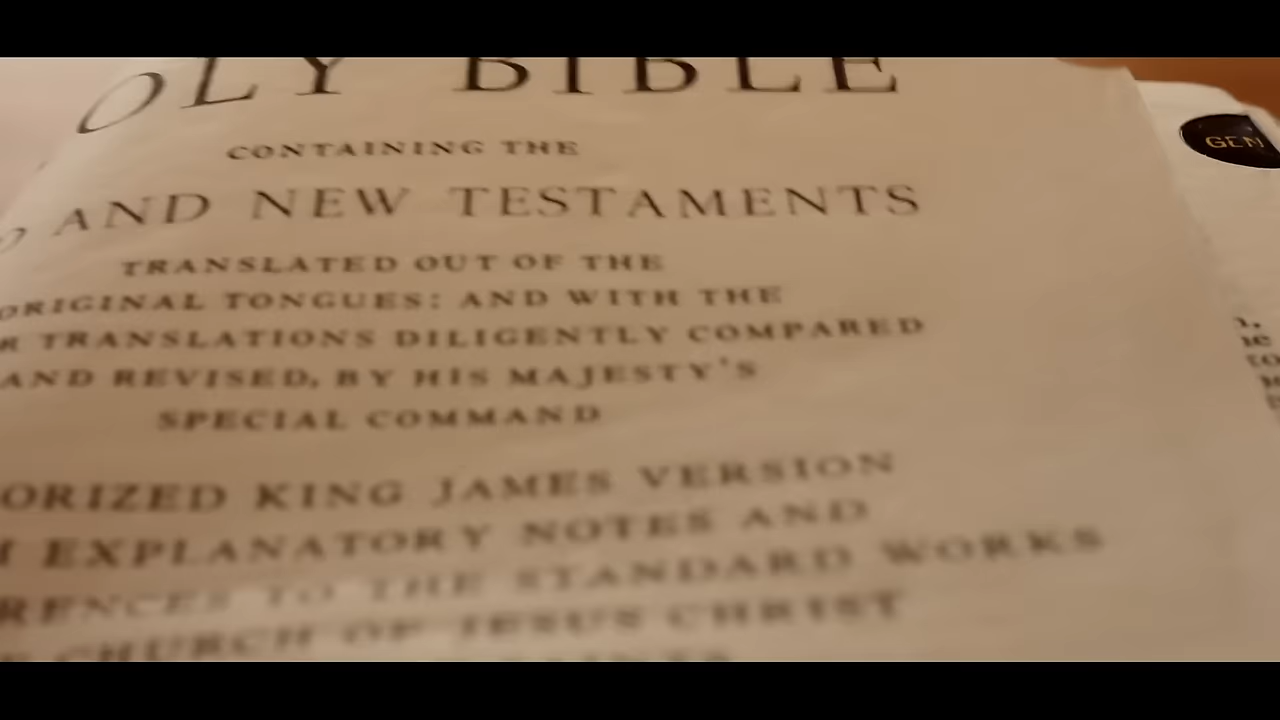 OLY BIBLE
CONTAINING THE
AND NEW TESTAMENTS
TRANSLATED OUT OF THE
ORIGINAL TONGUES: AND WITH THE
R TRANSLATIONS DILIGENTLY COMPARED
AND REVISED, BY HIS MAJESTY'S
SPECIAL COMMAND
ORIZED KING JAMES VERSION
EXPLANATORY NOTES AND
RENCES TO THE STANDARD WORKS
CHURCH OF JESUS CHRIST
GEN